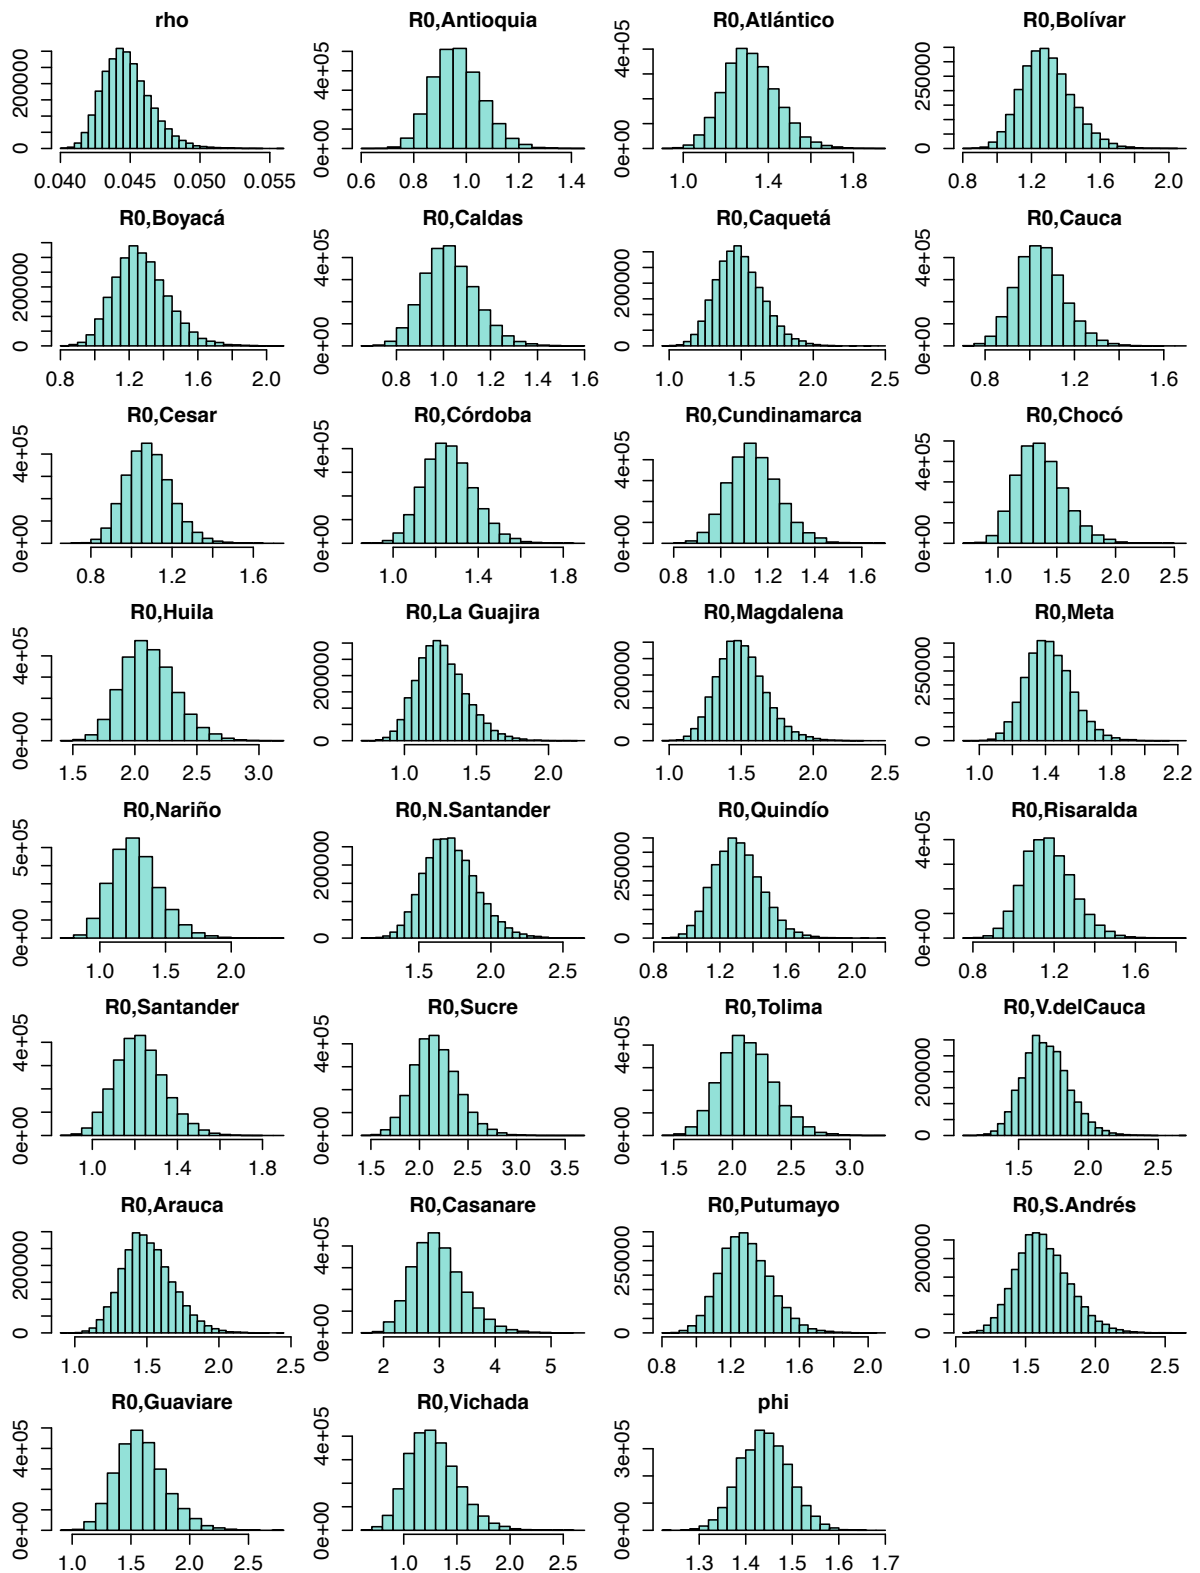 rho R0,Antioquia R0,Atlántico R0,Bolívar
0 200000 0e+00 4e+05 0e+00 4e+05 0 250000
0.040 0.045 0.050 0.055 0.6 0.8 1.0 1.2 1.4 1.0 1.4 1.8 0.8 1.2 1.6 2.0
R0,Boyacá R0,Caldas R0,Caquetá R0,Cauca
0 200000 0e+00 4e+05 0 200000 0e+00 4e+05
0.8 1.2 1.6 2.0 0.8 1.0 1.2 1.4 1.6 1.0 1.5 2.0 2.5 0.8 1.2 1.6
R0,Cesar R0,Córdoba R0,Cundinamarca R0,Chocó
0e+00 4e+05 0e+00 4e+05 0e+00 4e+05 0e+00 4e+05
0.8 1.2 1.6 1.0 1.4 1.8 0.8 1.0 1.2 1.4 1.6 1.0 1.5 2.0 2.5
R0,Huila R0,La Guajira R0,Magdalena R0,Meta
0e+00 4e+05 0 200000 0 200000 0 250000
1.5 2.0 2.5 3.0 1.0 1.5 2.0 1.0 1.5 2.0 2.5 1.0 1.4 1.8 2.2
R0,Nariño R0,N.Santander R0,Quindío R0,Risaralda
0e+00 5e+05 0 200000 0 250000 0e+00 4e+05
1.0 1.5 2.0 1.5 2.0 2.5 0.8 1.2 1.6 2.0 0.8 1.2 1.6
R0,Santander R0,Sucre R0,Tolima R0,V.delCauca
0e+00 4e+05 0e+00 4e+05 0e+00 4e+05 0 200000
1.0 1.4 1.8 1.5 2.0 2.5 3.0 3.5 1.5 2.0 2.5 3.0 1.5 2.0 2.5
R0,Arauca R0,Casanare R0,Putumayo R0,S.Andrés
0 200000 0e+00 4e+05 0 250000 0 200000
1.0 1.5 2.0 2.5 2 3 4 5 0.8 1.2 1.6 2.0 1.0 1.5 2.0 2.5
R0,Guaviare R0,Vichada phi
0e+00 4e+05 0e+00 4e+05 0e+00 3e+05
1.0 1.5 2.0 2.5 1.0 1.5 2.0 2.5 1.3 1.4 1.5 1.6 1.7